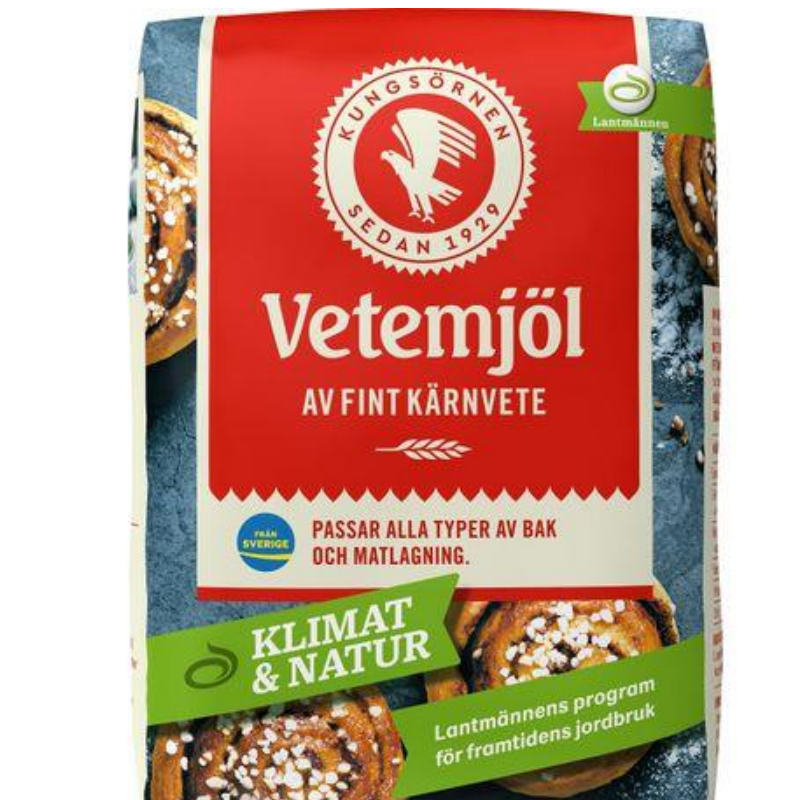 KUNGSÖRNEN
SEDAN 1929
Lantmännen
Vetemjöl
AV FINT KÄRNVETE
FRÅN
SVERIGE
PASSAR ALLA TYPER AV BAK
OCH MATLAGNING.
KLIMAT
& NATUR
Lantmännens program
för framtidens jordbruk